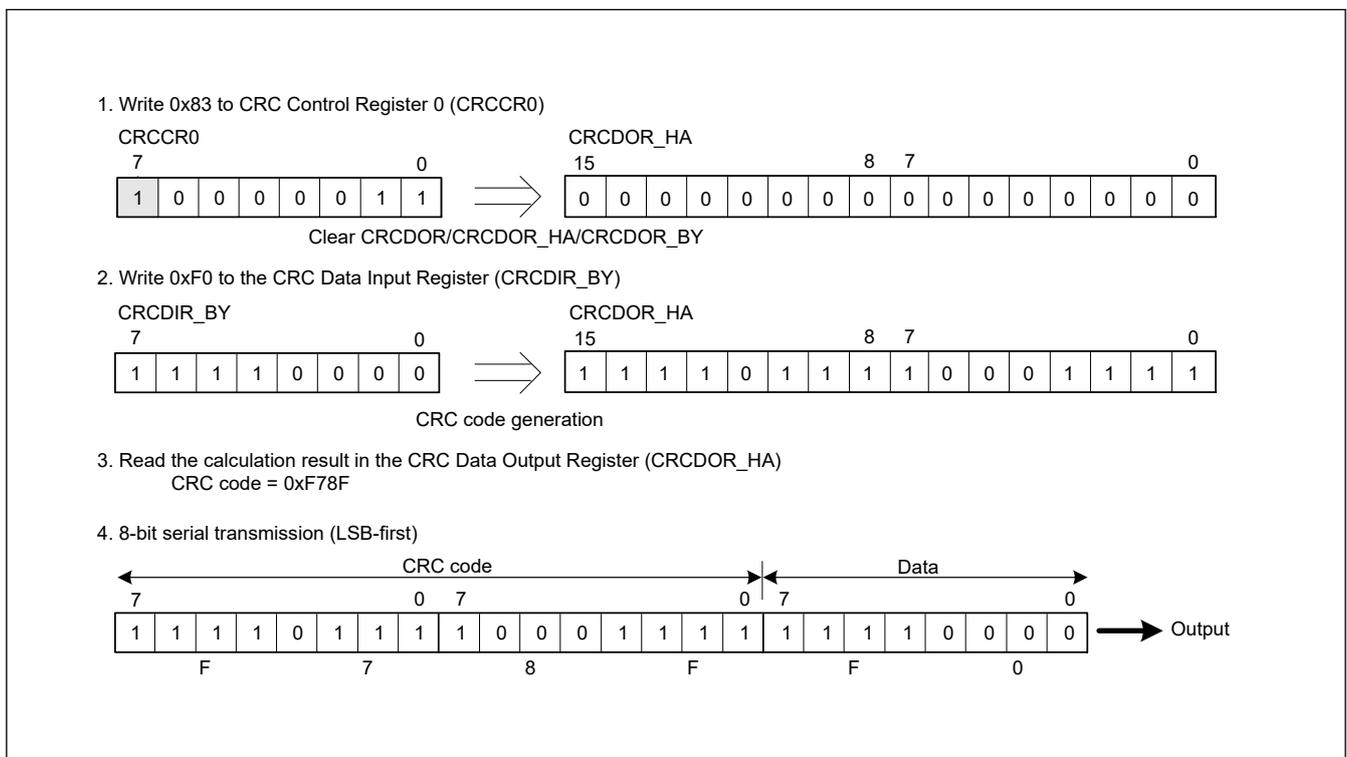 1. Write 0x83 to CRC Control Register 0 (CRCCR0)
CRCCR0 CRCDOR_HA
7 0 15 8 7 0
1 0 0 0 0 0 1 1 0 0 0 0 0 0 0 0 0 0 0 0 0 0 0 0
Clear CRCDOR/CRCDOR_HA/CRCDOR_BY
2. Write 0xF0 to the CRC Data Input Register (CRCDIR_BY)
CRCDIR_BY CRCDOR_HA
7 0 15 8 7 0
1 1 1 1 0 0 0 0 1 1 1 1 0 1 1 1 1 0 0 0 1 1 1 1
CRC code generation
3. Read the calculation result in the CRC Data Output Register (CRCDOR_HA)
CRC code = 0xF78F
4. 8-bit serial transmission (LSB-first)
CRC code Data
7 0 7 0 7 0
1 1 1 1 0 1 1 1 1 0 0 0 1 1 1 1 1 1 1 1 0 0 0 0 Output
F 7 8 F F 0